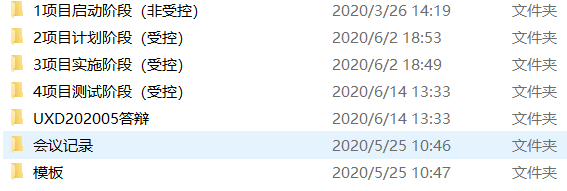 1项目启动阶段（非受控） 2020/3/26 14:19 文件夹
2项目计划阶段（受控） 2020/6/2 18:53 文件夹
3项目实施阶段（受控） 2020/6/2 18:49 文件夹
4项目测试阶段（受控） 2020/6/14 13:33 文件夹
UXD202005答辩 2020/6/14 13:33 文件夹
会议记录 2020/5/25 10:46 文件夹
模板 2020/5/25 10:47 文件夹